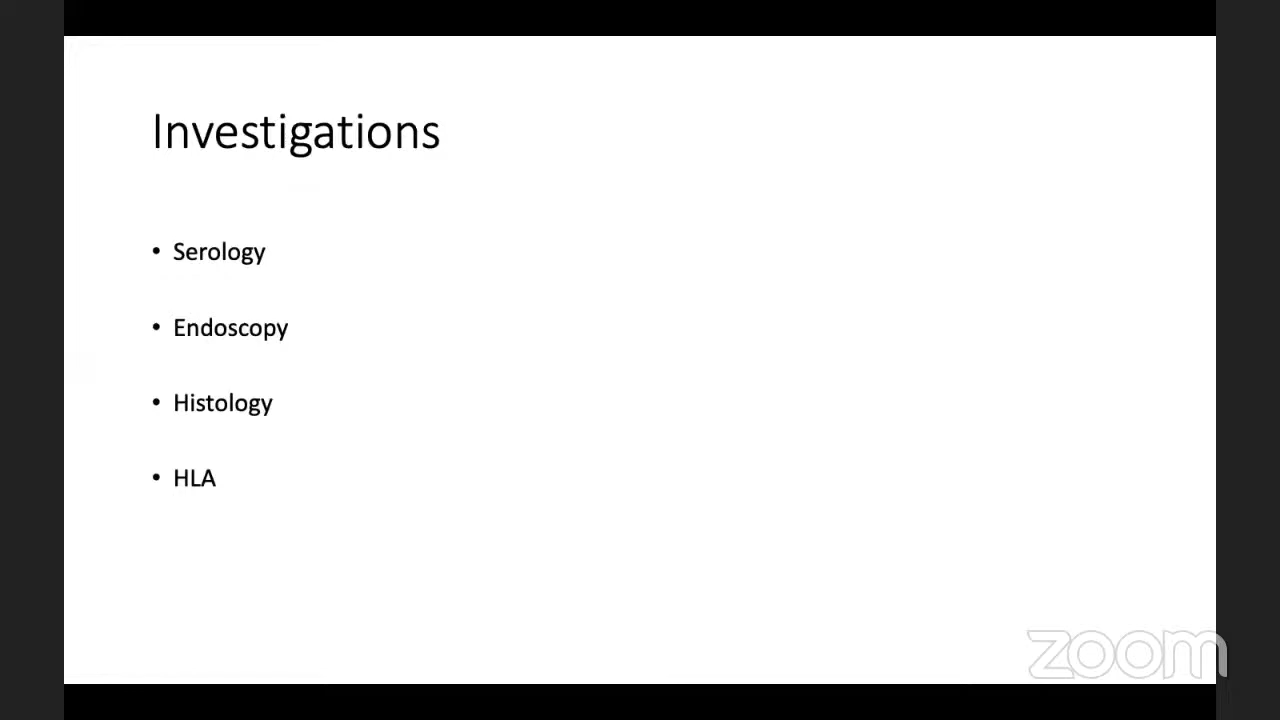 Investigations
• Serology
• Endoscopy
• Histology
• HLA
zoom